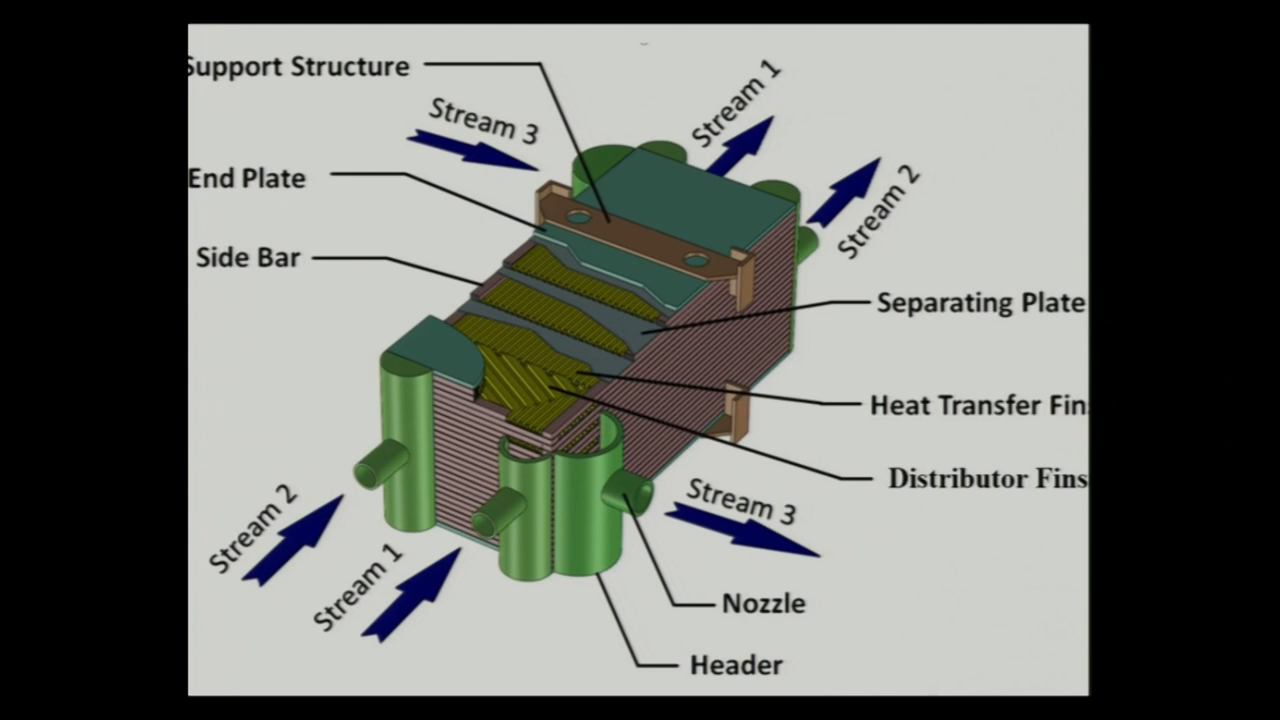 Support Structure
Stream 1
Stream 3
End Plate
Stream 2
Side Bar
Separating Plate
Heat Transfer Fins
Distributor Fins
Stream 3
Stream 2
Stream 1
Nozzle
Header